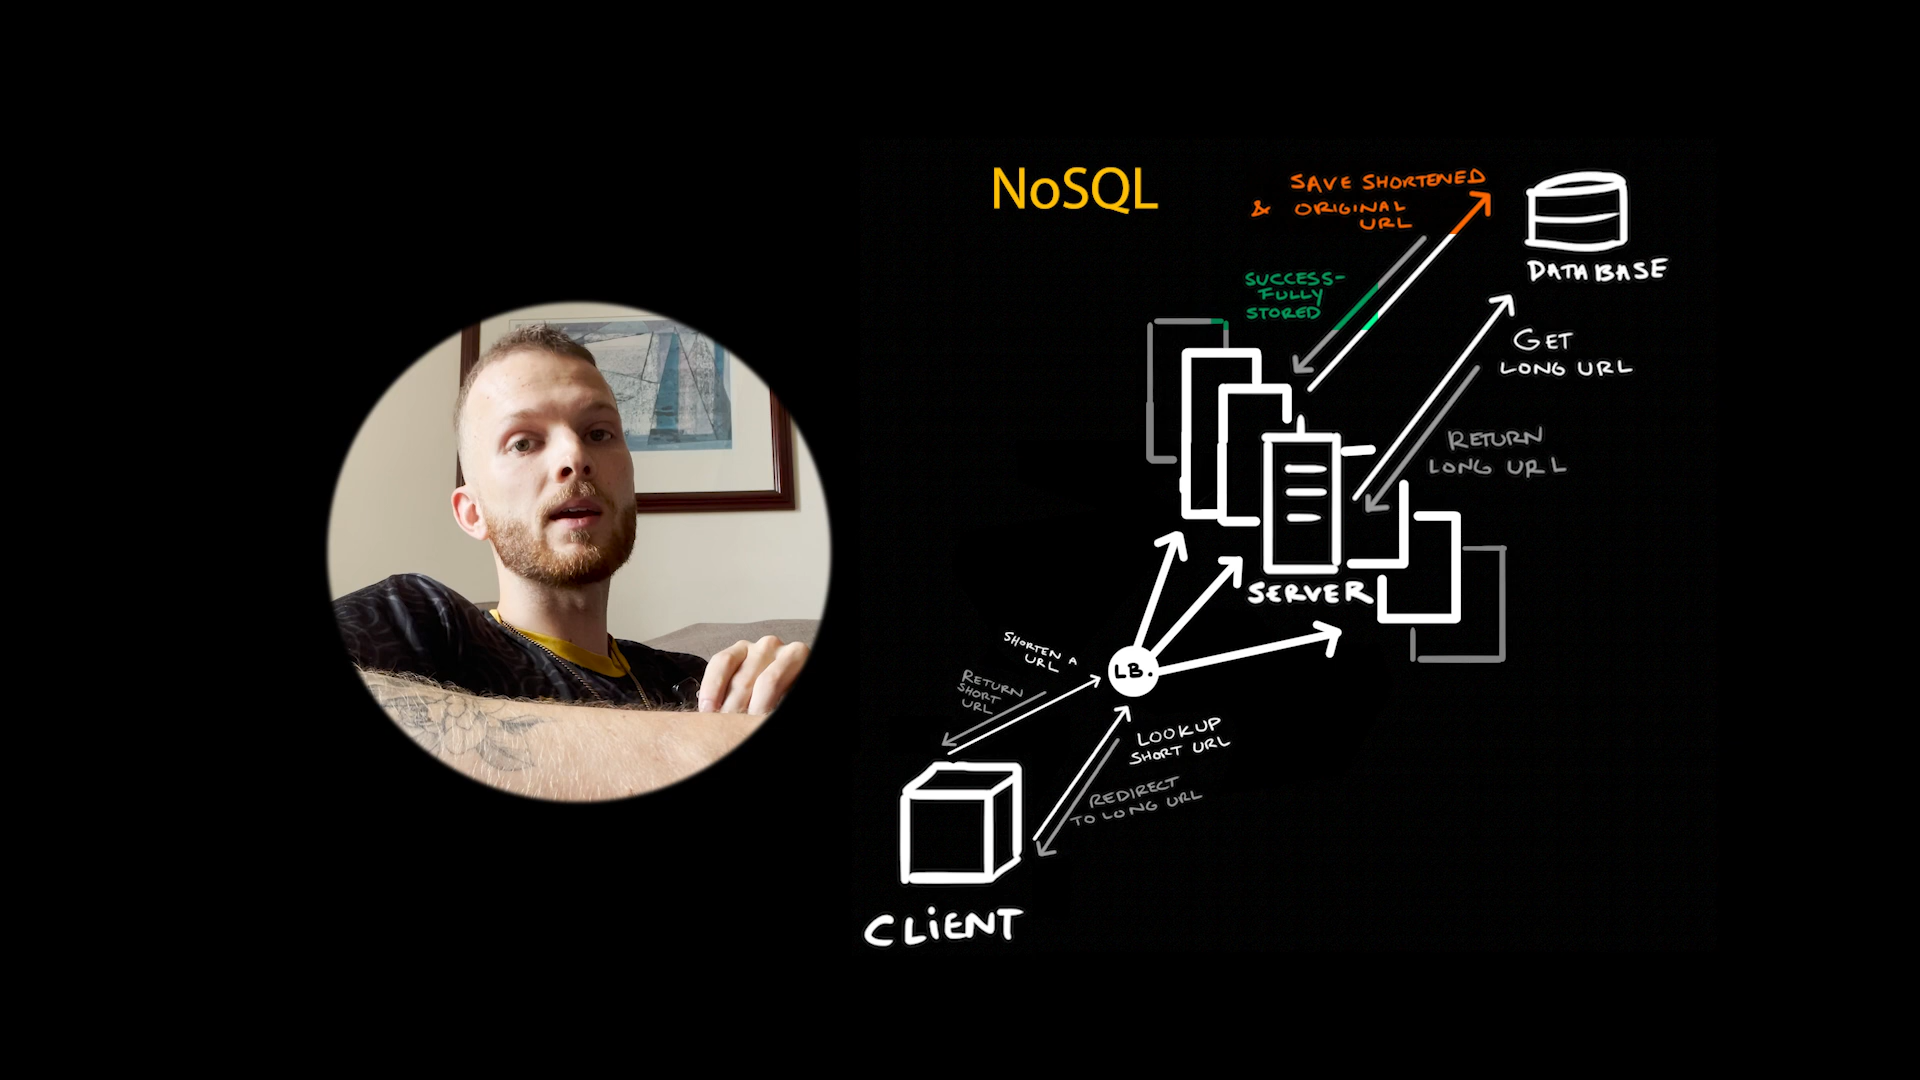 NoSQL
SAVE SHORTENED
& ORIGINAL
URL
DATABASE
SUCCESS-
FULLY
STORED
GET
LONG URL
RETURN
LONG URL
SERVER
SHORTEN A
URL
RETURN
SHORT
URL
LB.
LOOKUP
SHORT URL
REDIRECT
TO LONG URL
CLiENT